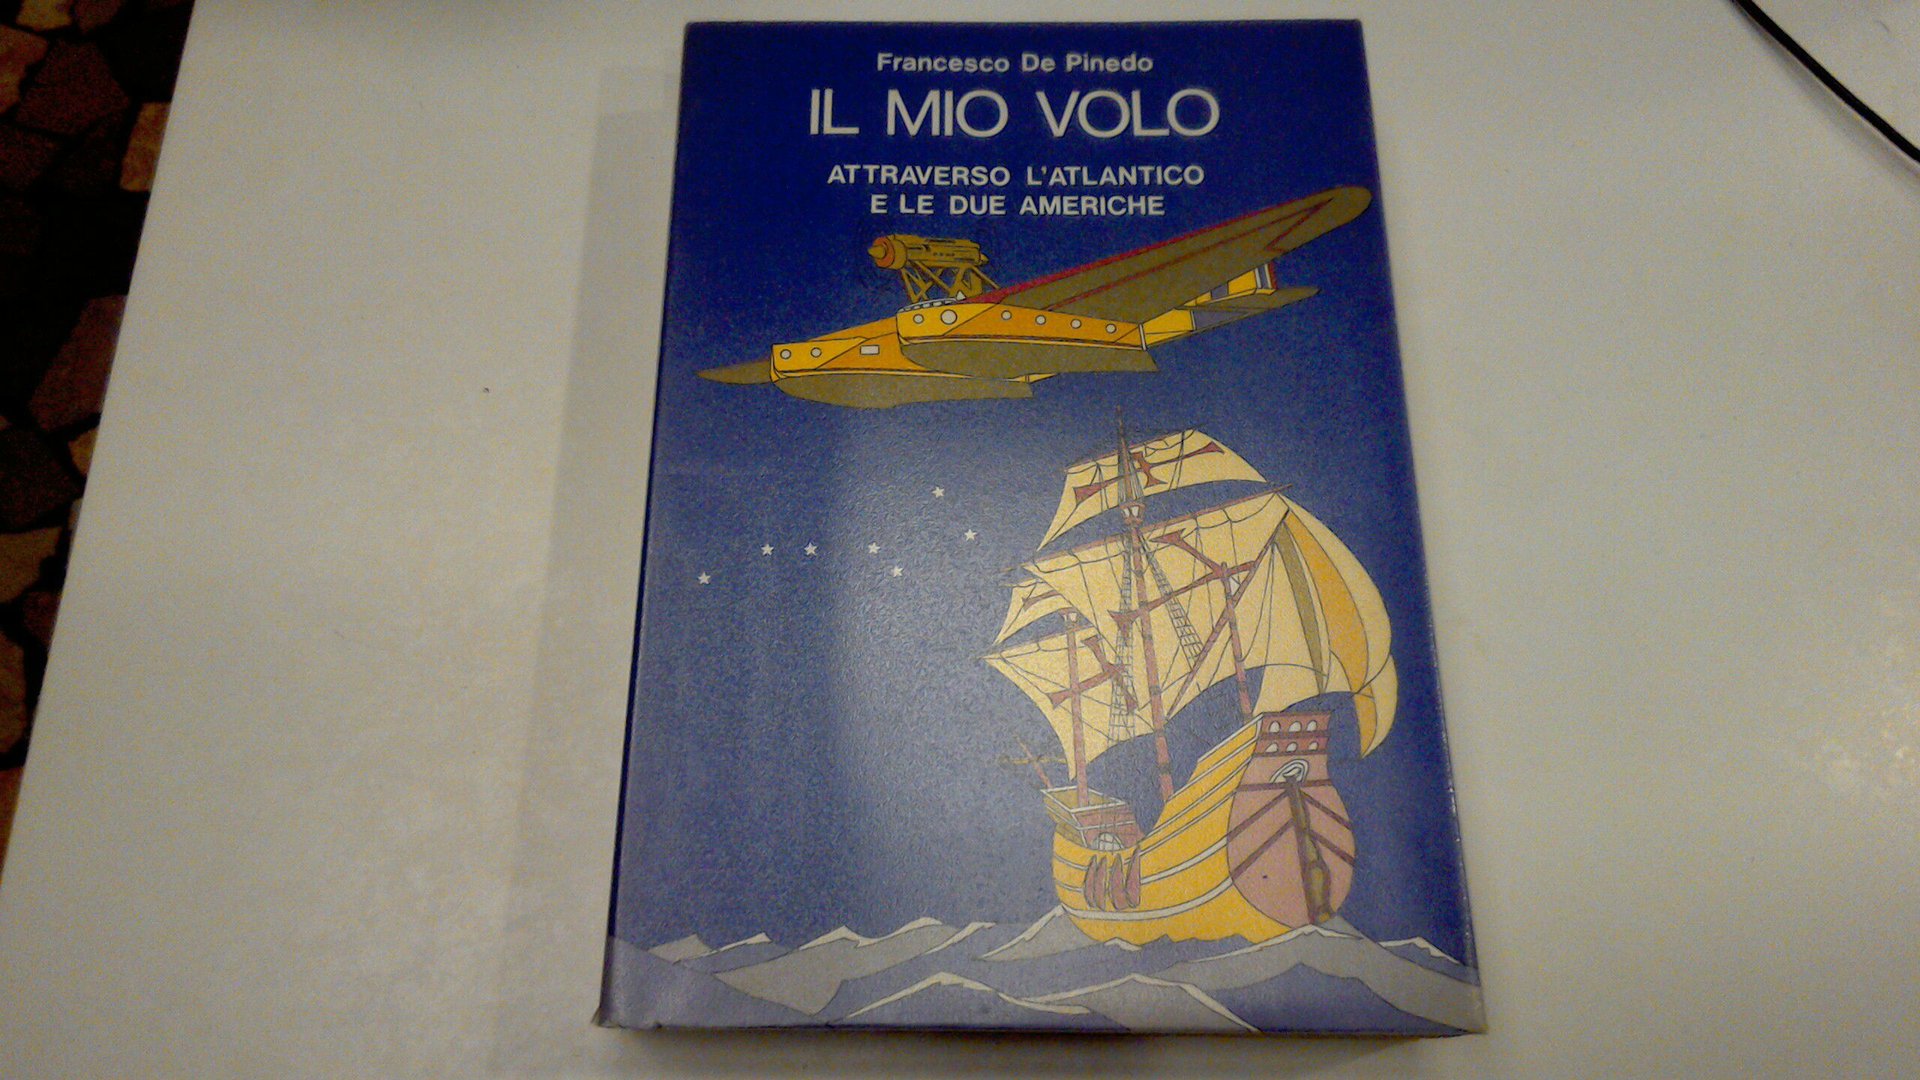 Francesco De Pinedo
IL MIO VOLO
ATTRAVERSO L'ATLANTICO
E LE DUE AMERICHE